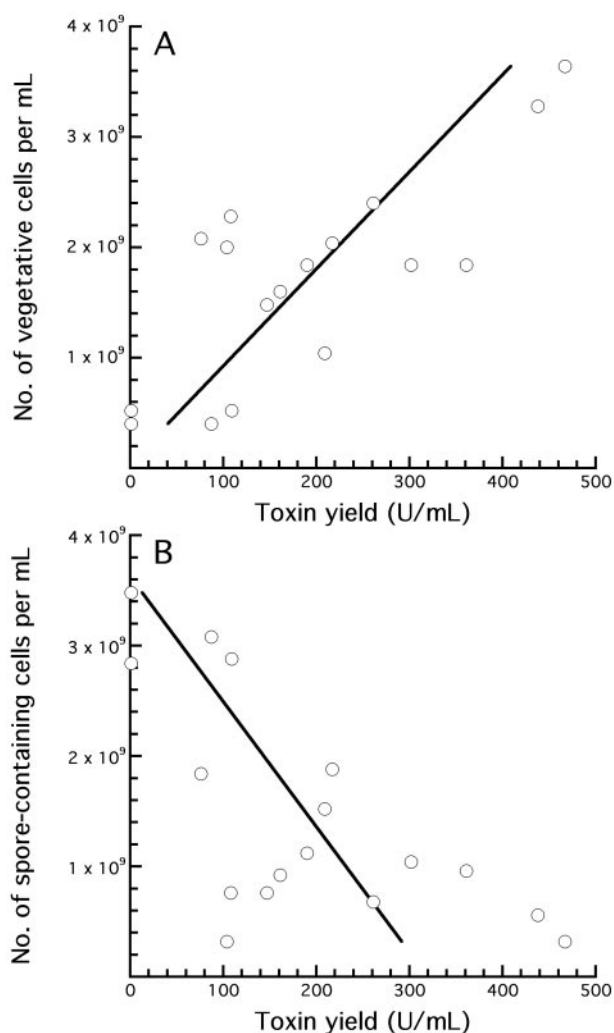 A
No. of vegetative cells per mL
4 x 10⁹
3 x 10⁹
2 x 10⁹
1 x 10⁹
0 100 200 300 400 500
Toxin yield (U/mL)
B
No. of spore-containing cells per mL
4 x 10⁹
3 x 10⁹
2 x 10⁹
1 x 10⁹
0 100 200 300 400 500
Toxin yield (U/mL)